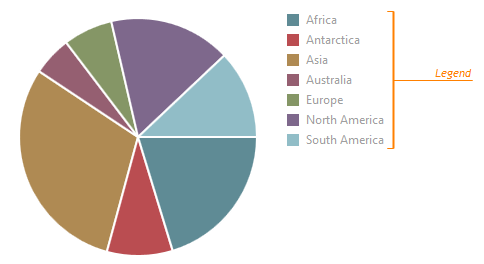 Africa
Antarctica
Asia
Australia
Europe
North America
South America
Legend